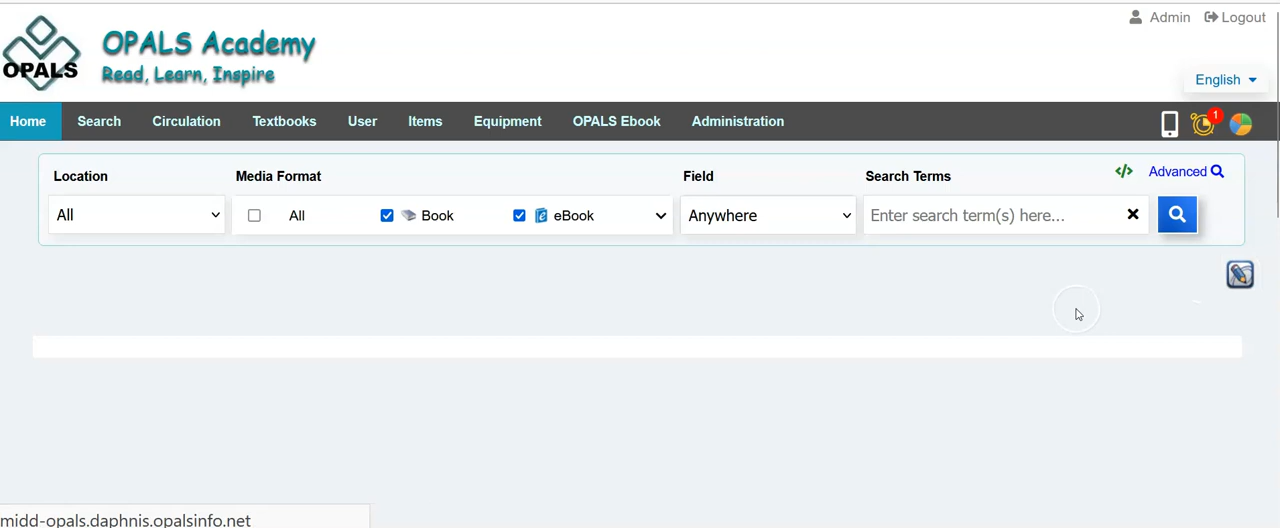 Admin Logout
OPALS
OPALS Academy
Read, Learn, Inspire
English
Home Search Circulation Textbooks User Items Equipment OPALS Ebook Administration
1
Location Media Format Field Search Terms </> Advanced
All All Book eBook Anywhere Enter search term(s) here...
midd-opals.daphnis.opalsinfo.net